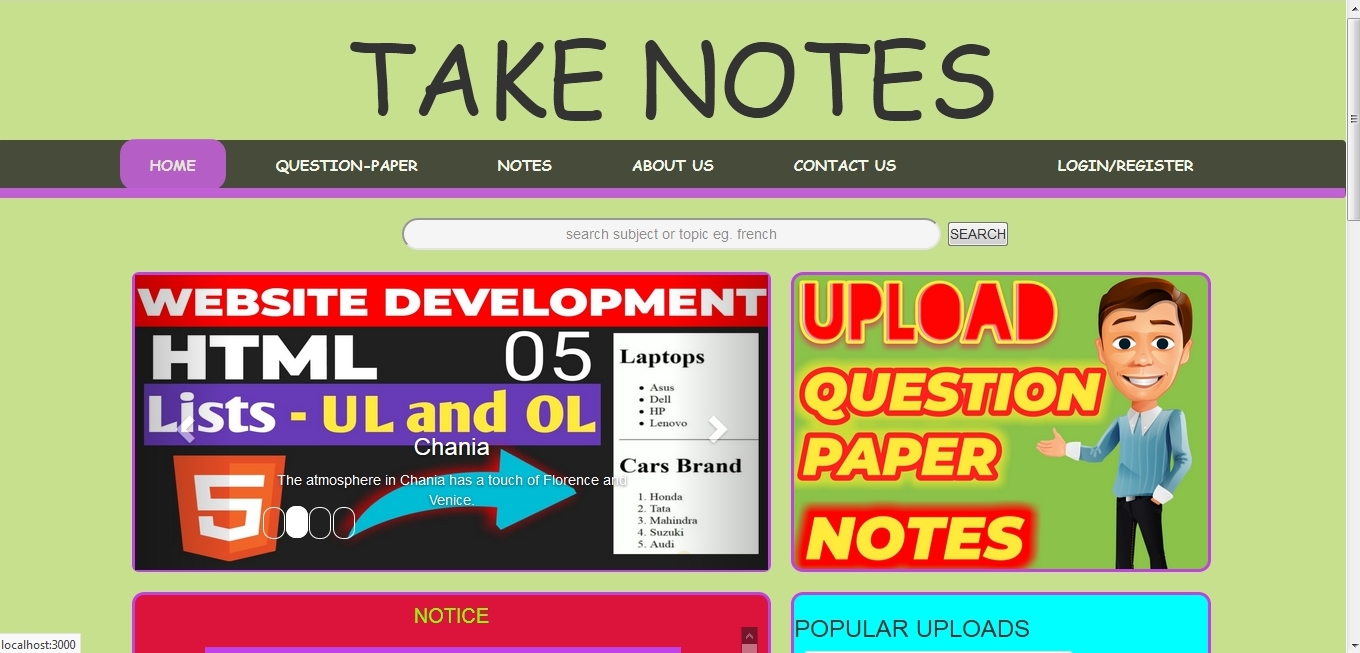 TAKE NOTES
HOME
QUESTION-PAPER
NOTES
ABOUT US
CONTACT US
LOGIN/REGISTER
search subject or topic eg. french
SEARCH
WEBSITE DEVELOPMENT
HTML 05
Lists - UL and OL
Chania
The atmosphere in Chania has a touch of Florence and
Venice.
5
Laptops
Asus
Dell
HP
Lenovo
Cars Brand
1. Honda
2. Tata
3. Mahindra
4. Suzuki
5. Audi
UPLOAD
QUESTION
PAPER
NOTES
NOTICE
POPULAR UPLOADS
localhost:3000